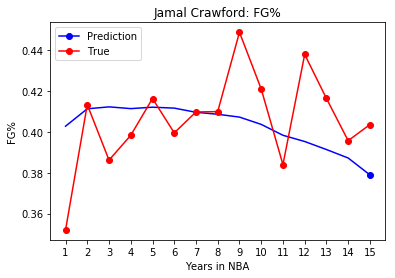 Jamal Crawford: FG%
Prediction
True
FG%
0.44
0.42
0.40
0.38
0.36
1 2 3 4 5 6 7 8 9 10 11 12 13 14 15
Years in NBA